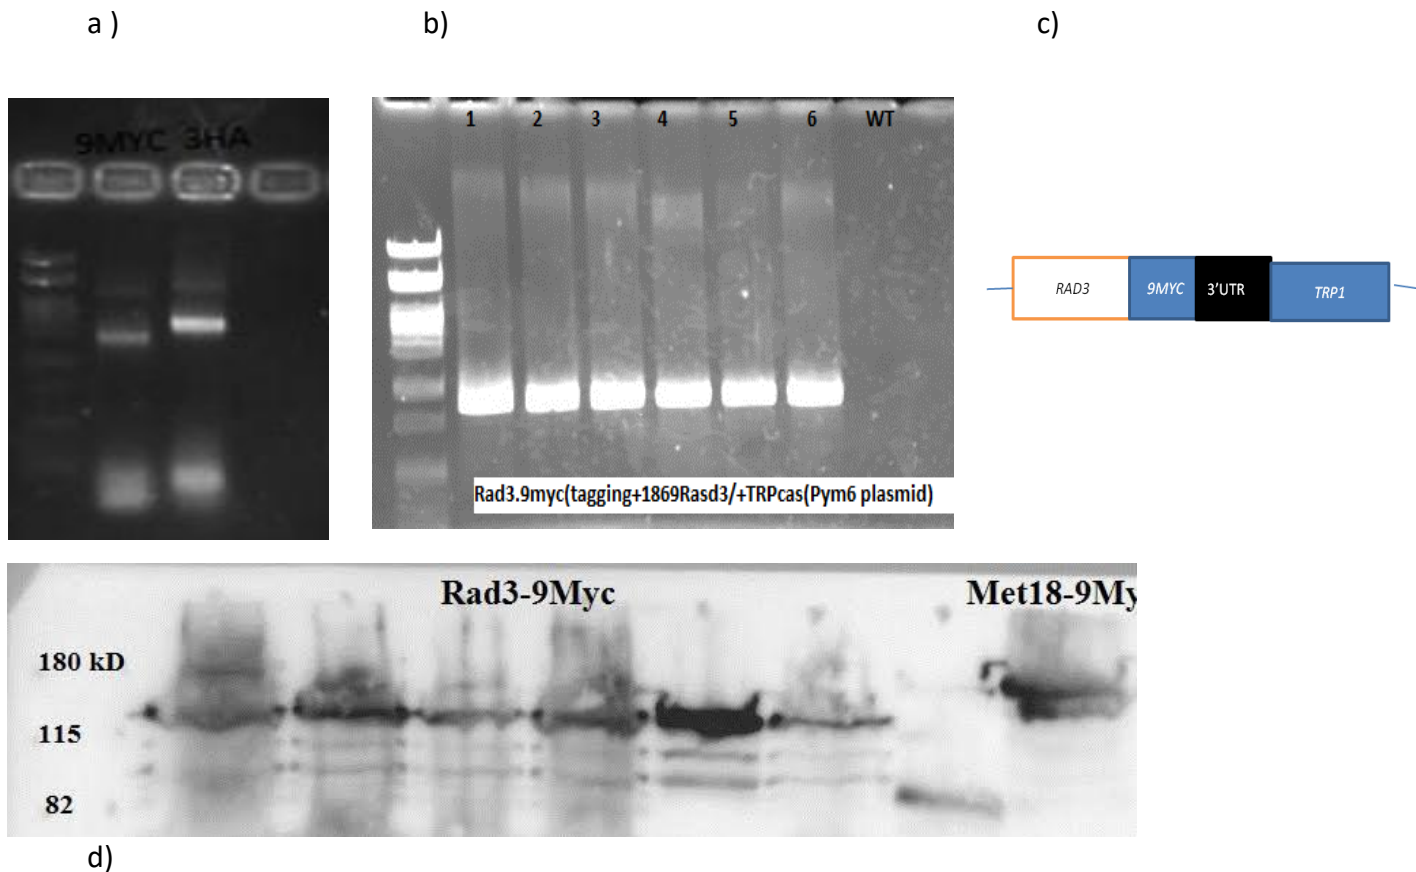 a )
b)
c)
9MYC 3HA
1 2 3 4 5 6 WT
RAD3 9MYC 3'UTR TRP1
Rad3.9myc(tagging+1869Rasd3/+TRPcas(Pym6 plasmid)
Rad3-9Myc Met18-9My
180 kD
115
82
d)